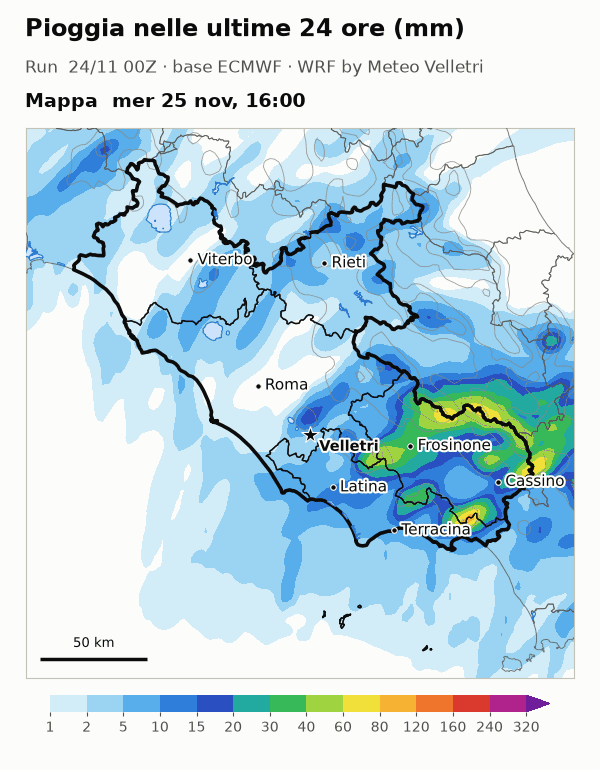 Pioggia nelle ultime 24 ore (mm)
Run  24/11 00Z · base ECMWF · WRF by Meteo Velletri
Mappa  mer 25 nov, 16:00
Viterbo
Rieti
Roma
Velletri
Frosinone
Cassino
Latina
Terracina
50 km
1 2 5 10 15 20 30 40 60 80 120 160 240 320